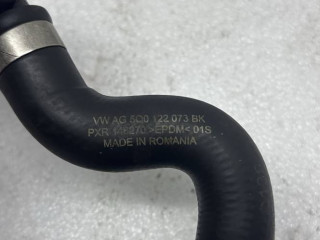 VW AG 5Q0 122 073 BK
PXR >EPDM< 01S
MADE IN ROMANIA